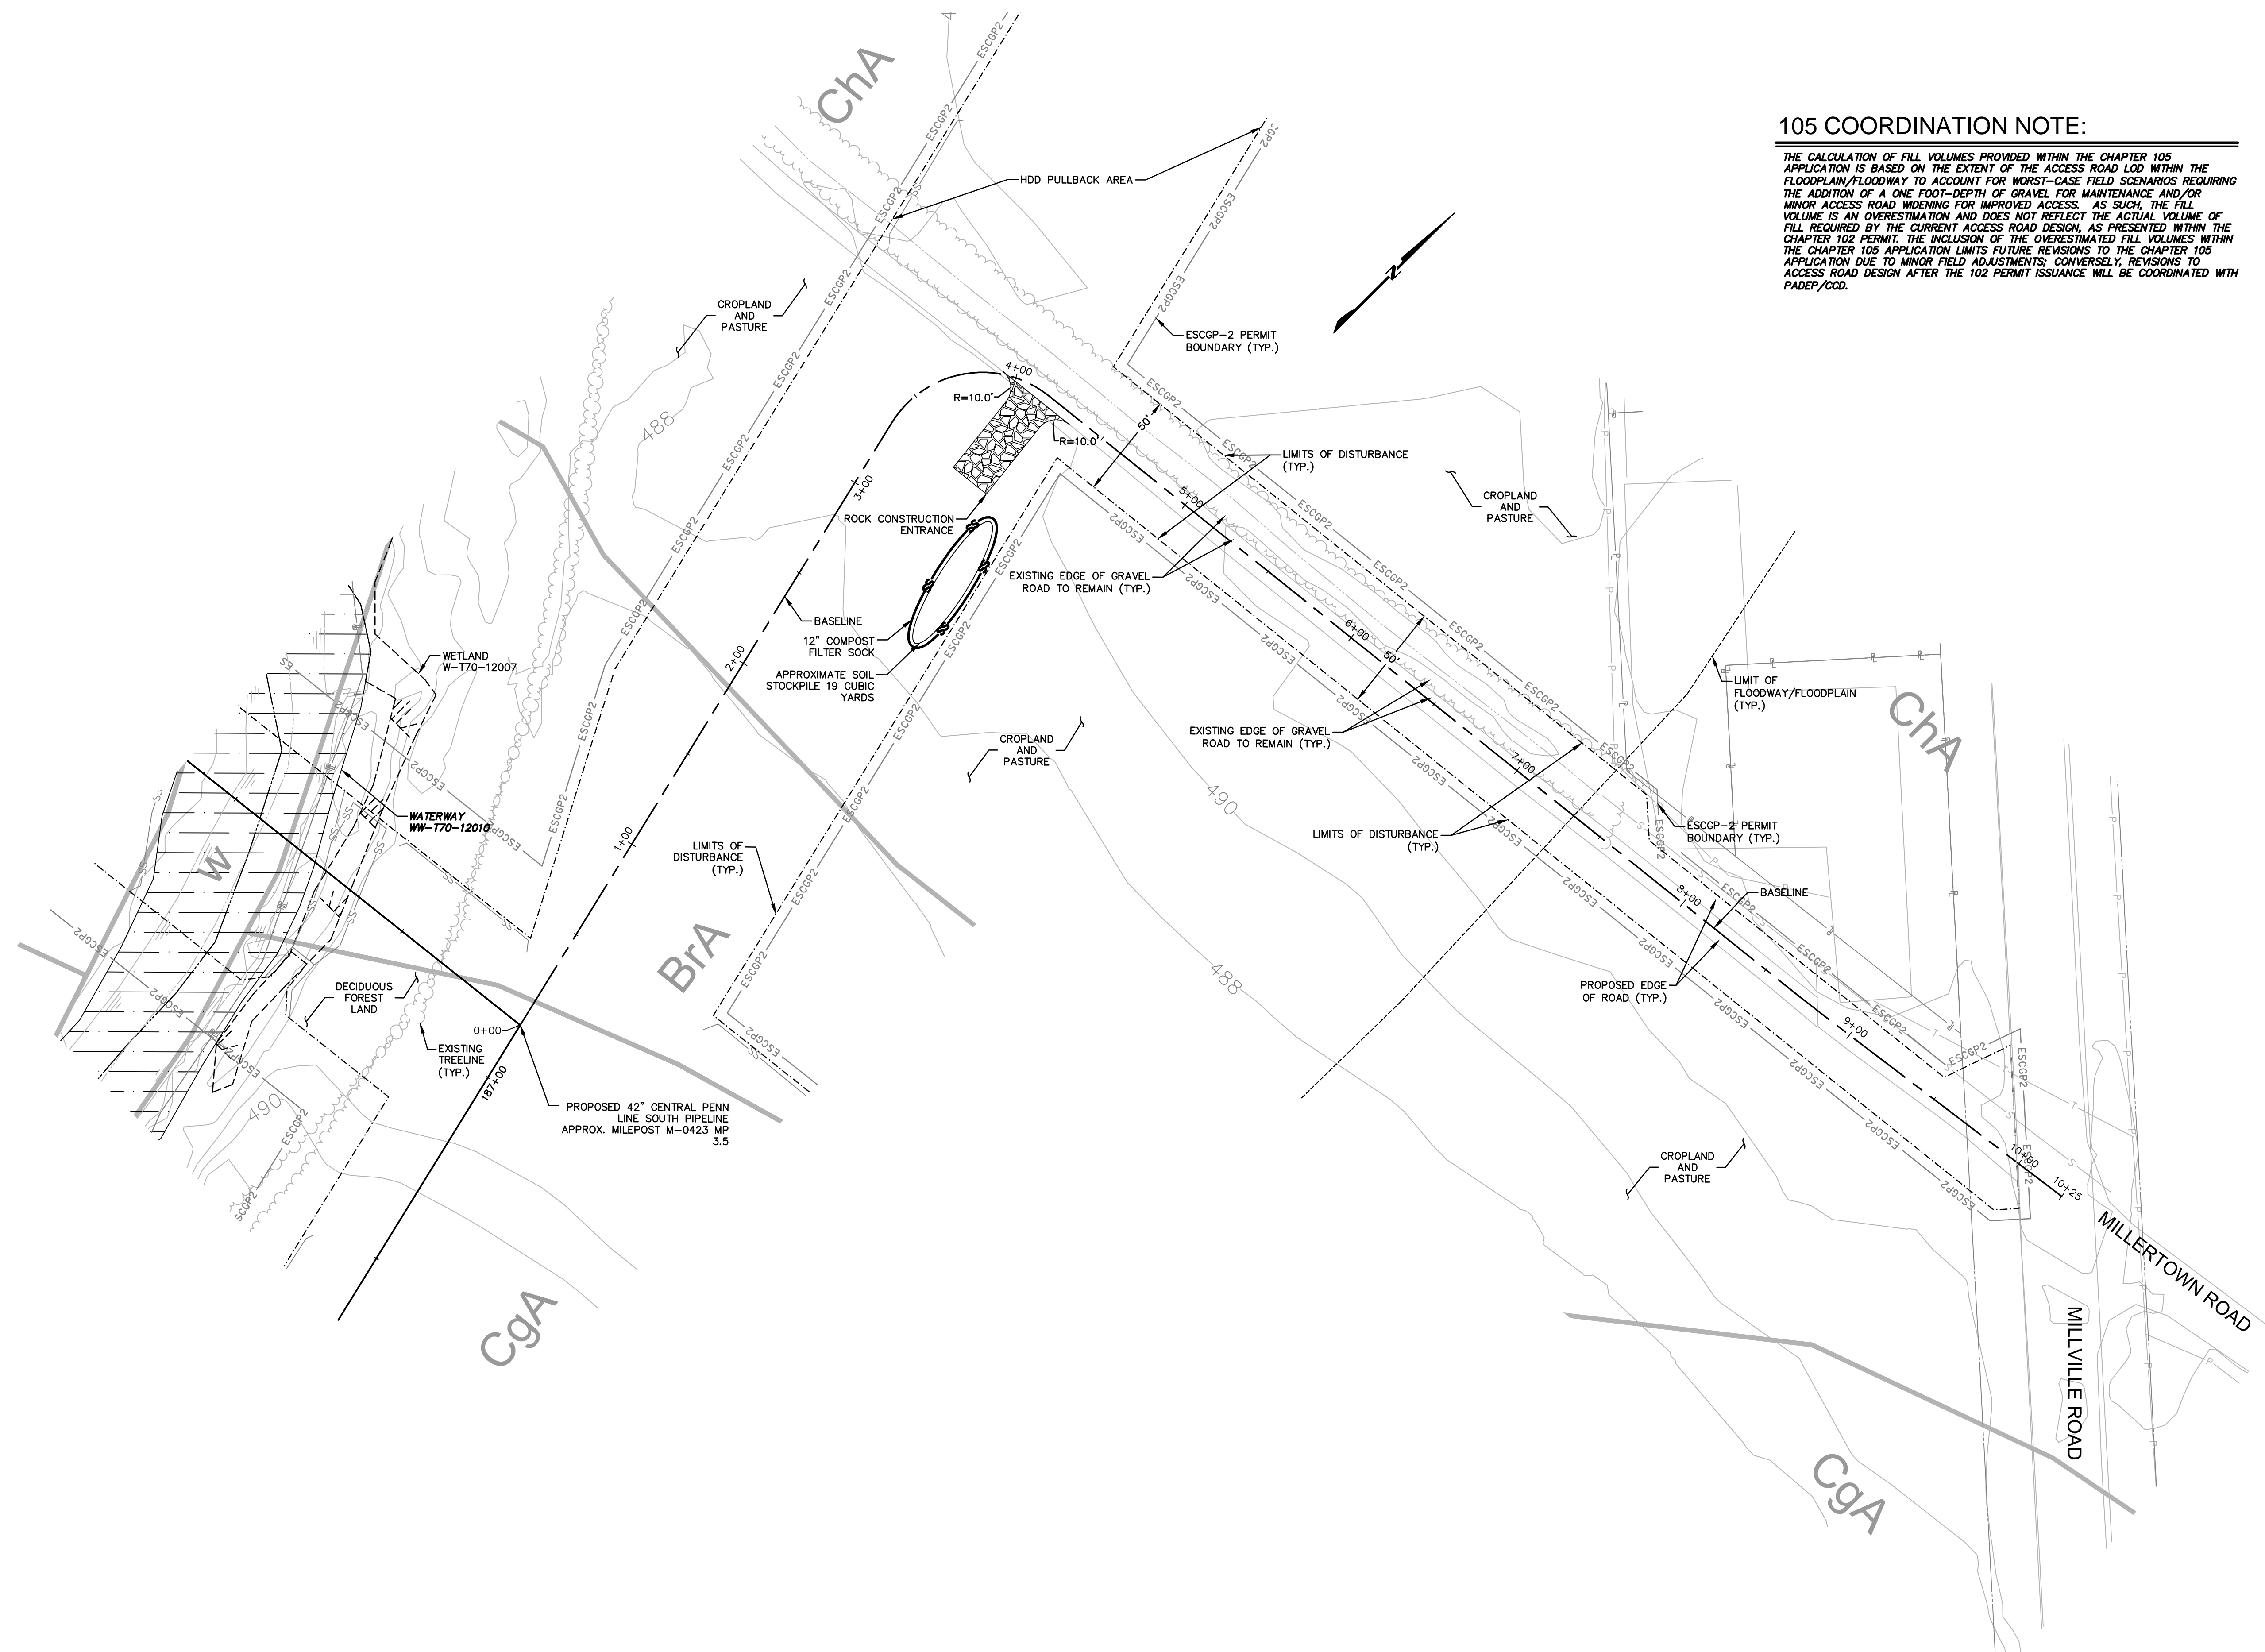 105 COORDINATION NOTE:
THE CALCULATION OF FILL VOLUMES PROVIDED WITHIN THE CHAPTER 105
APPLICATION IS BASED ON THE EXTENT OF THE ACCESS ROAD LOD WITHIN THE
FLOODPLAIN/FLOODWAY TO ACCOUNT FOR WORST-CASE FIELD SCENARIOS REQUIRING
THE ADDITION OF A ONE FOOT-DEPTH OF GRAVEL FOR MAINTENANCE AND/OR
MINOR ACCESS ROAD WIDENING FOR IMPROVED ACCESS. AS SUCH, THE FILL
VOLUME IS AN OVERESTIMATION AND DOES NOT REFLECT THE ACTUAL VOLUME OF
FILL REQUIRED BY THE CURRENT ACCESS ROAD DESIGN, AS PRESENTED WITHIN THE
CHAPTER 102 PERMIT. THE INCLUSION OF THE OVERESTIMATED FILL VOLUMES WITHIN
THE CHAPTER 105 APPLICATION LIMITS FUTURE REVISIONS TO THE CHAPTER 105
APPLICATION DUE TO MINOR FIELD ADJUSTMENTS; CONVERSELY, REVISIONS TO
ACCESS ROAD DESIGN AFTER THE 102 PERMIT ISSUANCE WILL BE COORDINATED WITH
PADEP/CCD.
ChA
HDD PULLBACK AREA
N
CROPLAND
AND
PASTURE
ESCGP-2 PERMIT
BOUNDARY (TYP.)
4+00
R=10.0'
R=10.0'
50'
488
LIMITS OF DISTURBANCE
(TYP.)
3+00
5+00
CROPLAND
AND
PASTURE
ROCK CONSTRUCTION
ENTRANCE
EXISTING EDGE OF GRAVEL
ROAD TO REMAIN (TYP.)
BASELINE
12" COMPOST
FILTER SOCK
6+00
50'
WETLAND
W-T70-12007
2+00
APPROXIMATE SOIL
STOCKPILE 19 CUBIC
YARDS
LIMIT OF
FLOODWAY/FLOODPLAIN
(TYP.)
ChA
EXISTING EDGE OF GRAVEL
ROAD TO REMAIN (TYP.)
CROPLAND
AND
PASTURE
7+00
490
WATERWAY
WW-T70-12010
W
1+00
LIMITS OF
DISTURBANCE
(TYP.)
LIMITS OF DISTURBANCE
(TYP.)
ESCGP-2 PERMIT
BOUNDARY (TYP.)
8+00
BASELINE
BrA
488
DECIDUOUS
FOREST
LAND
PROPOSED EDGE
OF ROAD (TYP.)
0+00
9+00
EXISTING
TREELINE
(TYP.)
187+00
490
PROPOSED 42" CENTRAL PENN
LINE SOUTH PIPELINE
APPROX. MILEPOST M-0423 MP
3.5
CROPLAND
AND
PASTURE
10+00
10+25
MILLERTOWN ROAD
MILLVILLE ROAD
CgA
CgA
ESCGP2
ESCGP2
ESCGP2
ESCGP2
ESCGP2
ESCGP2
SS
SS
SS
SS